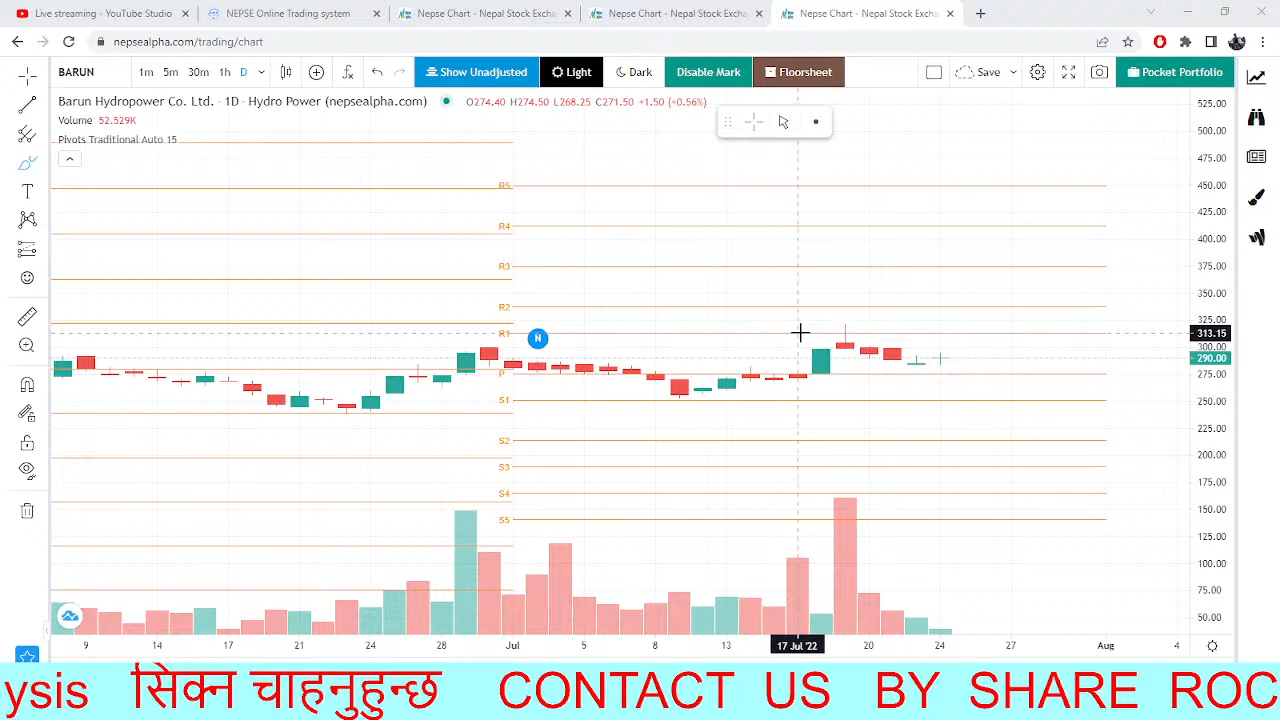 Live streaming - YouTube Studio
NEPSE Online Trading System
Nepse Chart - Nepal Stock Excha
Nepse Chart - Nepal Stock Excha
Nepse Chart - Nepal Stock Excha
nepsealpha.com/trading/chart
BARUN 1m 5m 30m 1h D Show Unadjusted Light Dark Disable Mark Floorsheet Save Pocket Portfolio
Barun Hydropower Co. Ltd. · 1D · Hydro Power (nepsealpha.com) O274.40 H274.50 L268.25 C271.50 +1.50 (+0.56%)
Volume 52.529K
Pivots Traditional Auto 15
525.00
500.00
475.00
R5 450.00
R4 425.00
400.00
R3 375.00
350.00
R2
325.00
R1 313.15
N
300.00
290.00
P 275.00
S1 250.00
225.00
S2
200.00
S3
175.00
S4
150.00
S5
125.00
100.00
75.00
50.00
14 17 21 24 28 Jul 5 8 13 17 Jul '22 20 24 27 Aug 4
ysis सिक्न चाहनुहुन्छ CONTACT US BY SHARE ROC